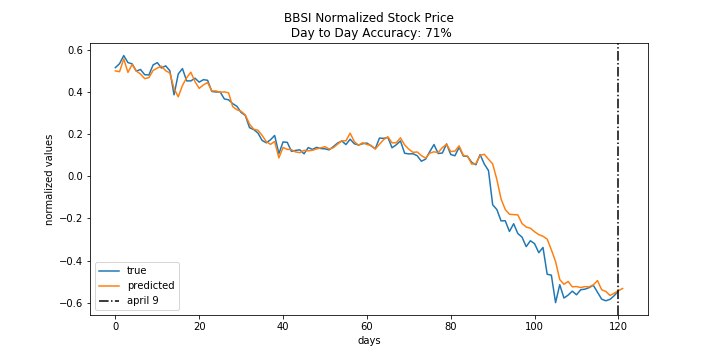 BBSI Normalized Stock Price
Day to Day Accuracy: 71%
normalized values
0.6
0.4
0.2
0.0
−0.2
−0.4
−0.6
true
predicted
april 9
0 20 40 60 80 100 120
days